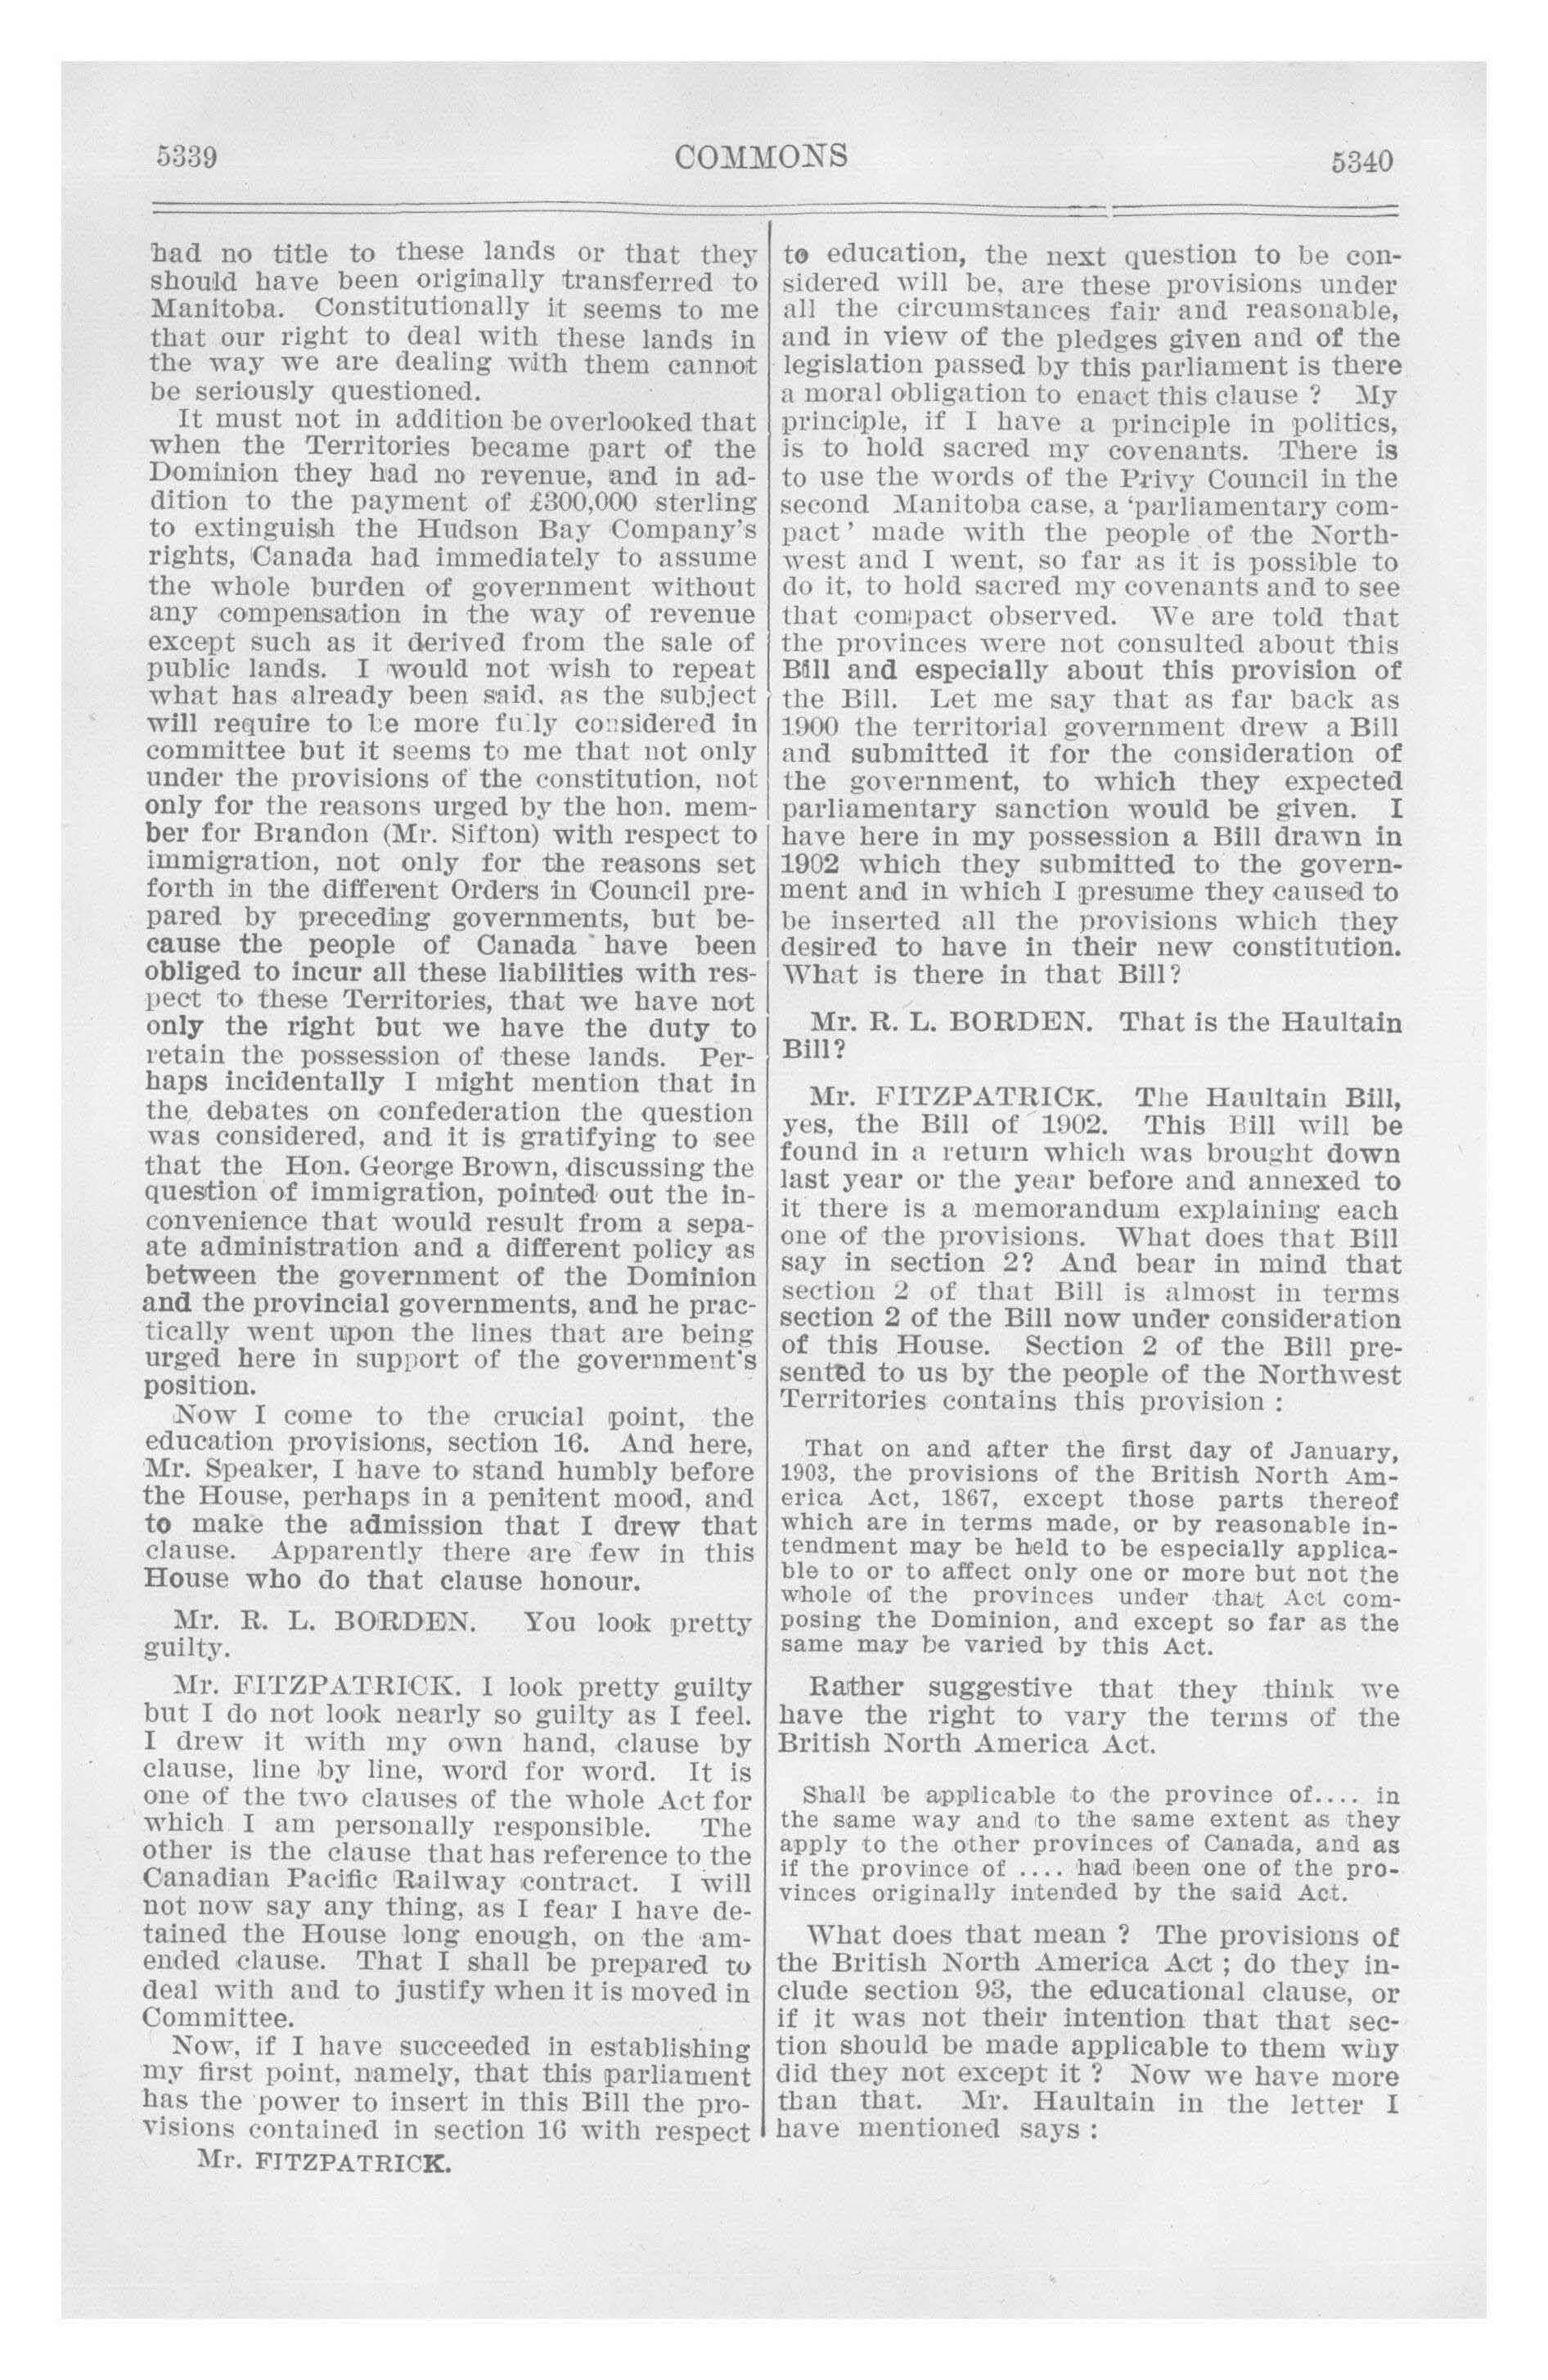 5339
COMMONS
5340
had no title to these lands or that they
should have been originally transferred to
Manitoba. Constitutionally it seems to me
that our right to deal with these lands in
the way we are dealing with them cannot
be seriously questioned.
It must not in addition be overlooked that
when the Territories became part of the
Dominion they had no revenue, and in ad-
dition to the payment of £300,000 sterling
to extinguish the Hudson Bay Company's
rights, Canada had immediately to assume
the whole burden of government without
any compensation in the way of revenue
except such as it derived from the sale of
public lands. I would not wish to repeat
what has already been said, as the subject
will require to be more fully considered in
committee but it seems to me that not only
under the provisions of the constitution, not
only for the reasons urged by the hon. mem-
ber for Brandon (Mr. Sifton) with respect to
immigration, not only for the reasons set
forth in the different Orders in Council pre-
pared by preceding governments, but be-
cause the people of Canada have been
obliged to incur all these liabilities with res-
pect to these Territories, that we have not
only the right but we have the duty to
retain the possession of these lands. Per-
haps incidentally I might mention that in
the debates on confederation the question
was considered, and it is gratifying to see
that the Hon. George Brown, discussing the
question of immigration, pointed out the in-
convenience that would result from a sepa-
ate administration and a different policy as
between the government of the Dominion
and the provincial governments, and he prac-
tically went upon the lines that are being
urged here in support of the government's
position.
Now I come to the crucial point, the
education provisions, section 16. And here,
Mr. Speaker, I have to stand humbly before
the House, perhaps in a penitent mood, and
to make the admission that I drew that
clause. Apparently there are few in this
House who do that clause honour.
Mr. R. L. BORDEN. You look pretty
guilty.
Mr. FITZPATRICK. I look pretty guilty
but I do not look nearly so guilty as I feel.
I drew it with my own hand, clause by
clause, line by line, word for word. It is
one of the two clauses of the whole Act for
which I am personally responsible. The
other is the clause that has reference to the
Canadian Pacific Railway contract. I will
not now say any thing, as I fear I have de-
tained the House long enough, on the am-
ended clause. That I shall be prepared to
deal with and to justify when it is moved in
Committee.
Now, if I have succeeded in establishing
my first point, namely, that this parliament
has the power to insert in this Bill the pro-
visions contained in section 16 with respect
Mr. FITZPATRICK.
to education, the next question to be con-
sidered will be, are these provisions under
all the circumstances fair and reasonable,
and in view of the pledges given and of the
legislation passed by this parliament is there
a moral obligation to enact this clause ? My
principle, if I have a principle in politics,
is to hold sacred my covenants. There is
to use the words of the Privy Council in the
second Manitoba case, a 'parliamentary com-
pact' made with the people of the North-
west and I went, so far as it is possible to
do it, to hold sacred my covenants and to see
that compact observed. We are told that
the provinces were not consulted about this
Bill and especially about this provision of
the Bill. Let me say that as far back as
1900 the territorial government drew a Bill
and submitted it for the consideration of
the government, to which they expected
parliamentary sanction would be given. I
have here in my possession a Bill drawn in
1902 which they submitted to the govern-
ment and in which I presume they caused to
be inserted all the provisions which they
desired to have in their new constitution.
What is there in that Bill?
Mr. R. L. BORDEN. That is the Haultain
Bill?
Mr. FITZPATRICK. The Haultain Bill,
yes, the Bill of 1902. This Bill will be
found in a return which was brought down
last year or the year before and annexed to
it there is a memorandum explaining each
one of the provisions. What does that Bill
say in section 2? And bear in mind that
section 2 of that Bill is almost in terms
section 2 of the Bill now under consideration
of this House. Section 2 of the Bill pre-
sented to us by the people of the Northwest
Territories contains this provision :
That on and after the first day of January,
1903, the provisions of the British North Am-
erica Act, 1867, except those parts thereof
which are in terms made, or by reasonable in-
tendment may be held to be especially applica-
ble to or to affect only one or more but not the
whole of the provinces under that Act com-
posing the Dominion, and except so far as the
same may be varied by this Act.
Rather suggestive that they think we
have the right to vary the terms of the
British North America Act.
Shall be applicable to the province of.... in
the same way and to the same extent as they
apply to the other provinces of Canada, and as
if the province of .... had been one of the pro-
vinces originally intended by the said Act.
What does that mean ? The provisions of
the British North America Act ; do they in-
clude section 93, the educational clause, or
if it was not their intention that that sec-
tion should be made applicable to them why
did they not except it ? Now we have more
than that. Mr. Haultain in the letter I
have mentioned says :